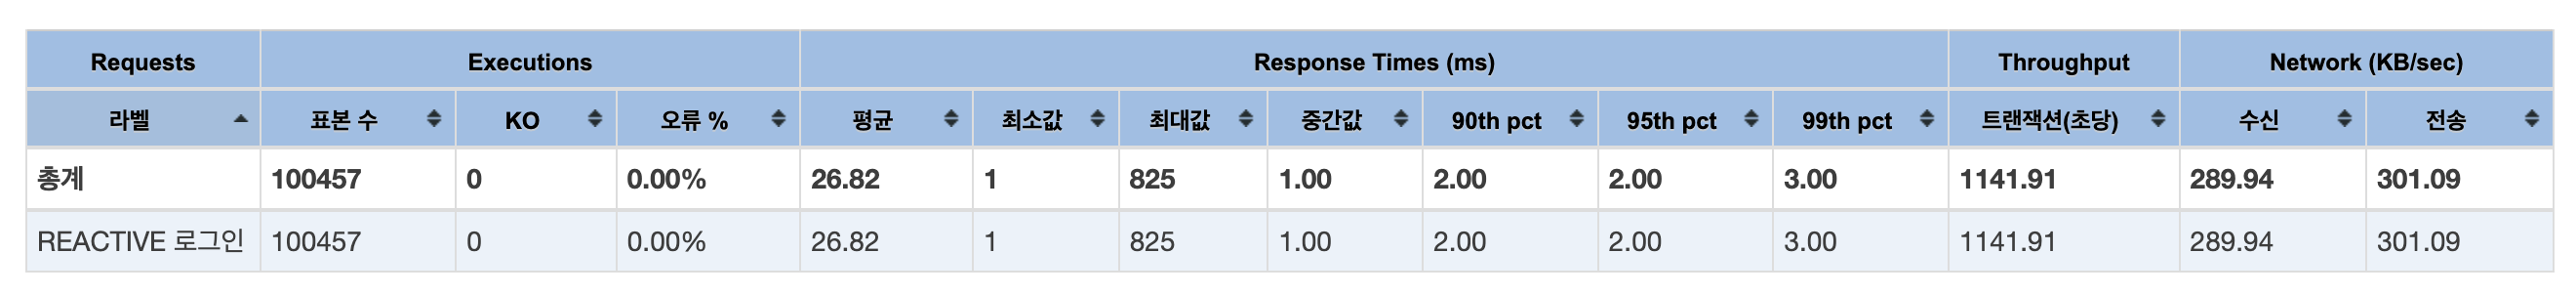 Requests Executions Response Times (ms) Throughput Network (KB/sec)
라벨 표본 수 KO 오류 % 평균 최소값 최대값 중간값 90th pct 95th pct 99th pct 트랜잭션(초당) 수신 전송
총계 100457 0 0.00% 26.82 1 825 1.00 2.00 2.00 3.00 1141.91 289.94 301.09
REACTIVE 로그인 100457 0 0.00% 26.82 1 825 1.00 2.00 2.00 3.00 1141.91 289.94 301.09